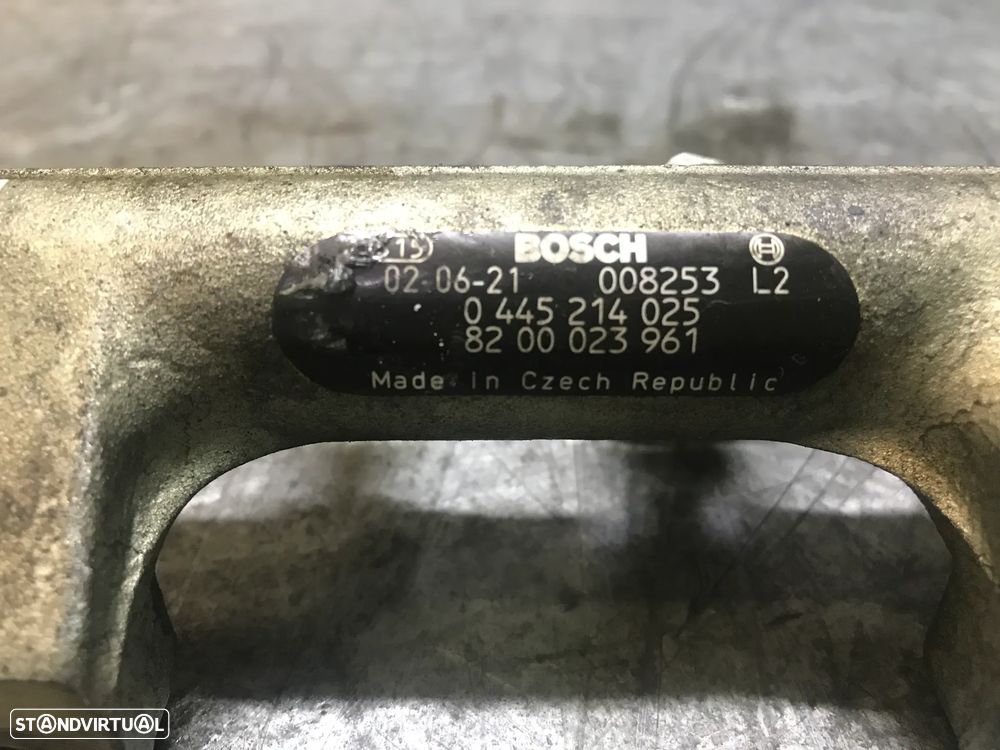 15 BOSCH
02-06-21 008253 L2
0 445 214 025
82 00 023 961
Made in Czech Republic
STANDVIRTUAL